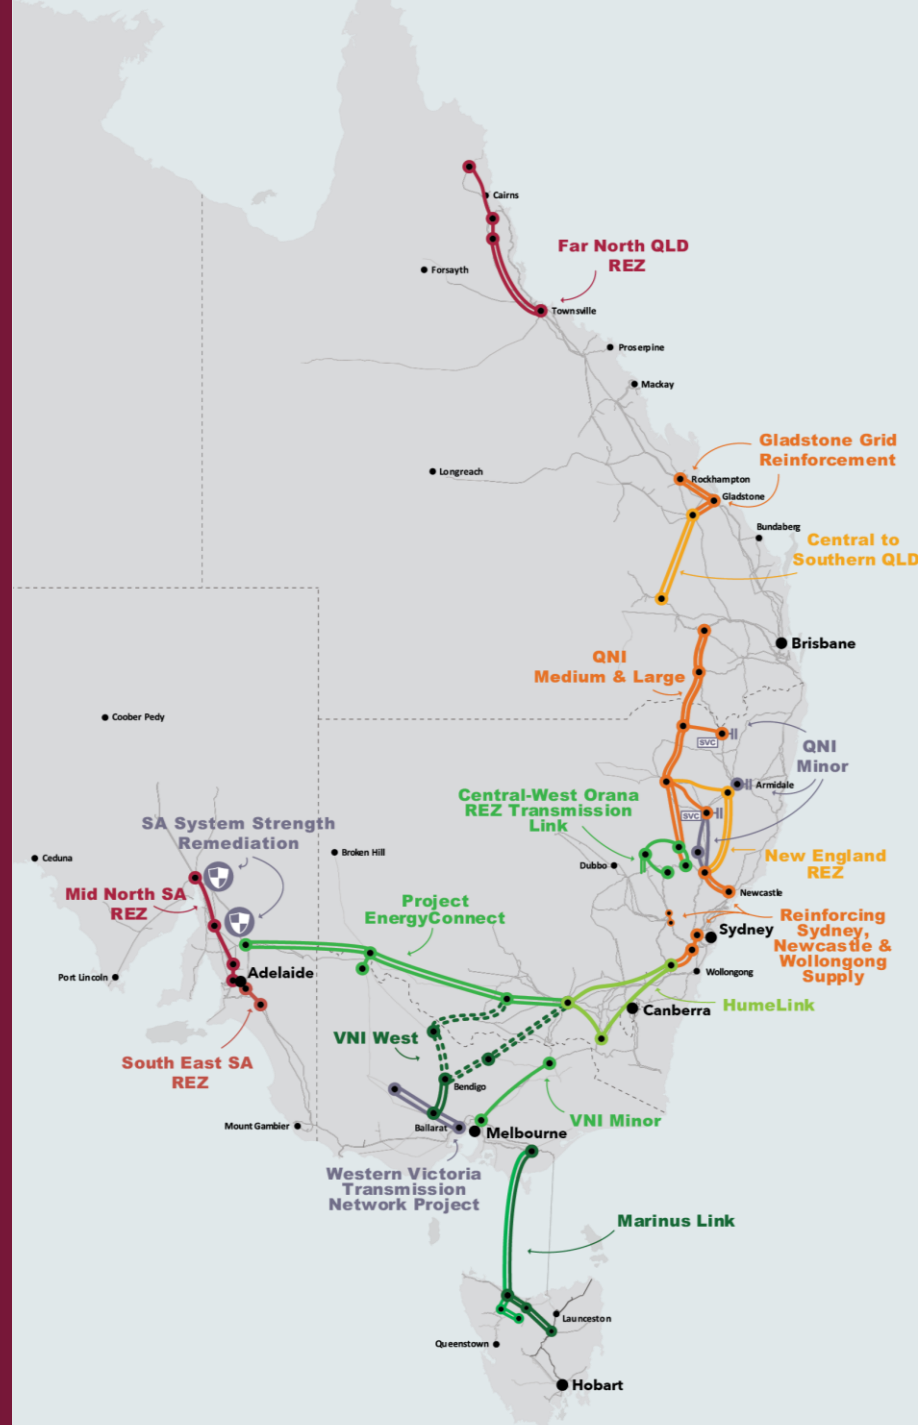 Cairns
Far North QLD
REZ
Forsayth
Townsville
Proserpine
Mackay
Gladstone Grid
Reinforcement
Longreach
Rockhampton
Gladstone
Bundaberg
Central to
Southern QLD
Brisbane
QNI
Medium & Large
Coober Pedy
SVC
QNI
Minor
Armidale
Central-West Orana
REZ Transmission
Link
SVC
SA System Strength
Remediation
Broken Hill
Ceduna
Dubbo
New England
REZ
Mid North SA
REZ
Newcastle
Project
EnergyConnect
Reinforcing
Sydney,
Newcastle &
Wollongong
Supply
Sydney
Port Lincoln
Adelaide
Wollongong
HumeLink
Canberra
VNI West
South East SA
REZ
Bendigo
VNI Minor
Mount Gambier
Ballarat
Melbourne
Western Victoria
Transmission
Network Project
Marinus Link
Launceston
Queenstown
Hobart